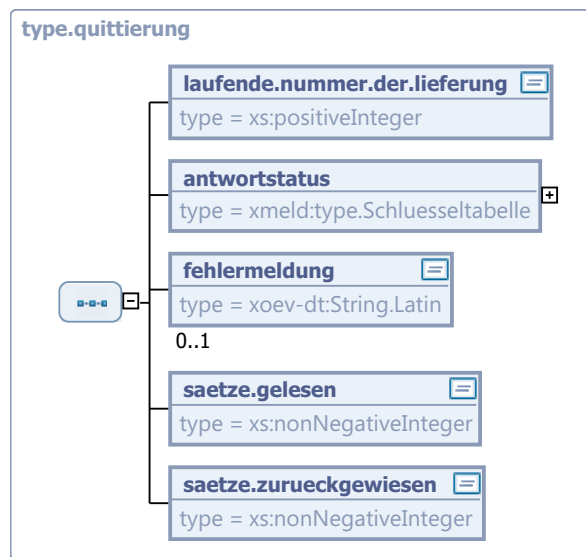 type.quittierung
laufende.nummer.der.lieferung
type = xs:positiveInteger
antwortstatus
type = xmeld:type.Schluesseltabelle
fehlermeldung
type = xoev-dt:String.Latin
0..1
saetze.gelesen
type = xs:nonNegativeInteger
saetze.zurueckgewiesen
type = xs:nonNegativeInteger